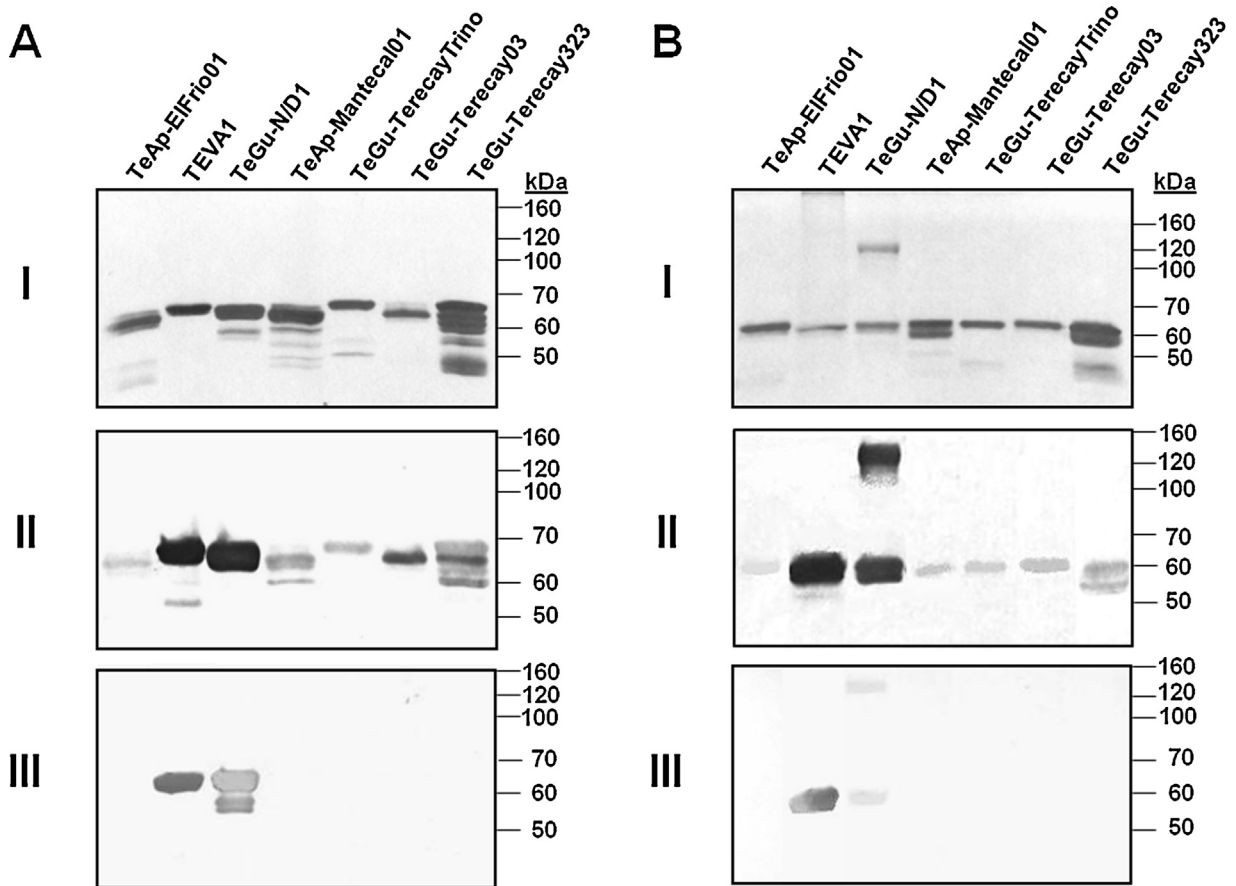 A
TeAp-ElFrio01
TEVA1
TeGu-N/D1
TeAp-Mantecal01
TeGu-TerecayTrino
TeGu-Terecay03
TeGu-Terecay323
kDa
I
160
120
100
70
60
50
II
160
120
100
70
60
50
III
160
120
100
70
60
50
B
TeAp-ElFrio01
TEVA1
TeGu-N/D1
TeAp-Mantecal01
TeGu-TerecayTrino
TeGu-Terecay03
TeGu-Terecay323
kDa
I
160
120
100
70
60
50
II
160
120
100
70
60
50
III
160
120
100
70
60
50